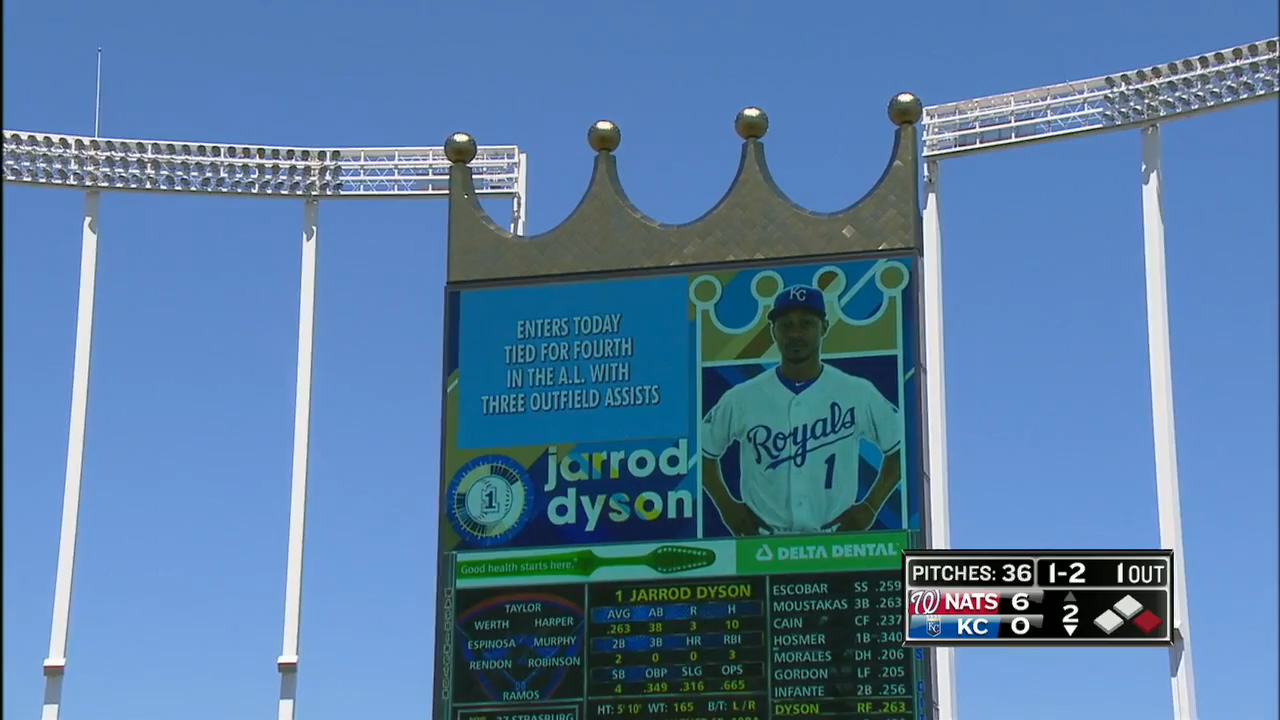 ENTERS TODAY
TIED FOR FOURTH
IN THE A.L. WITH
THREE OUTFIELD ASSISTS
KC
Royals
1
1
jarrod
dyson
Good health starts here.
DELTA DENTAL
TAYLOR
WERTH HARPER
ESPINOSA MURPHY
RENDON ROBINSON
RAMOS
37 STRASBURG
1 JARROD DYSON
AVG AB R H
.263 38 3 10
2B 3B HR RBI
2 0 0 3
SB OBP SLG OPS
4 .349 .316 .665
HT: 5'10" WT: 165 B/T: L/R
ESCOBAR SS .259
MOUSTAKAS 3B .263
CAIN CF .237
HOSMER 1B .340
MORALES DH .206
GORDON LF .205
INFANTE 2B .256
DYSON RF .263
PITCHES: 36 1-2 1 OUT
W NATS 6
KC KC 0
2